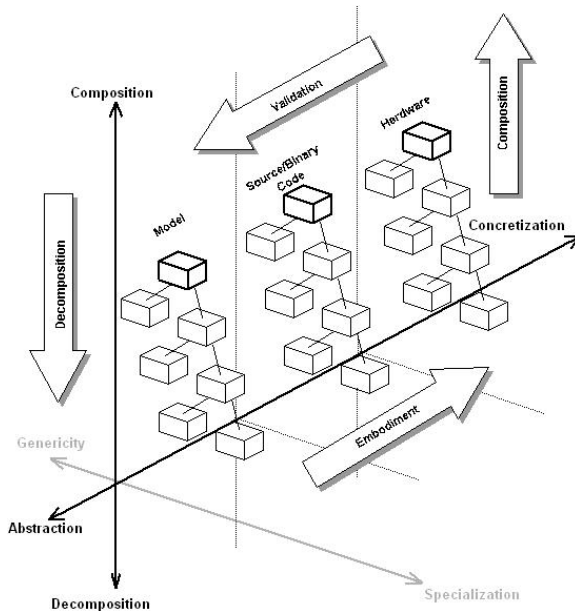 Composition
Validation
Hardware
Composition
Source/Binary
Code
Model
Concretization
Decomposition
Embodiment
Genericity
Abstraction
Specialization
Decomposition